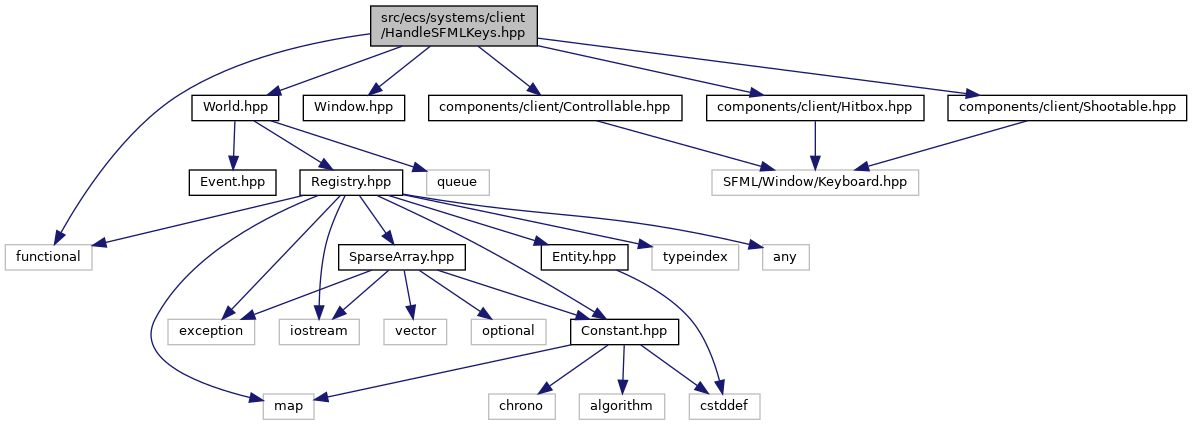 src/ecs/systems/client
/HandleSFMLKeys.hpp
World.hpp
Window.hpp
components/client/Controllable.hpp
components/client/Hitbox.hpp
components/client/Shootable.hpp
Event.hpp
Registry.hpp
queue
SFML/Window/Keyboard.hpp
functional
SparseArray.hpp
Entity.hpp
typeindex
any
exception
iostream
vector
optional
Constant.hpp
map
chrono
algorithm
cstddef